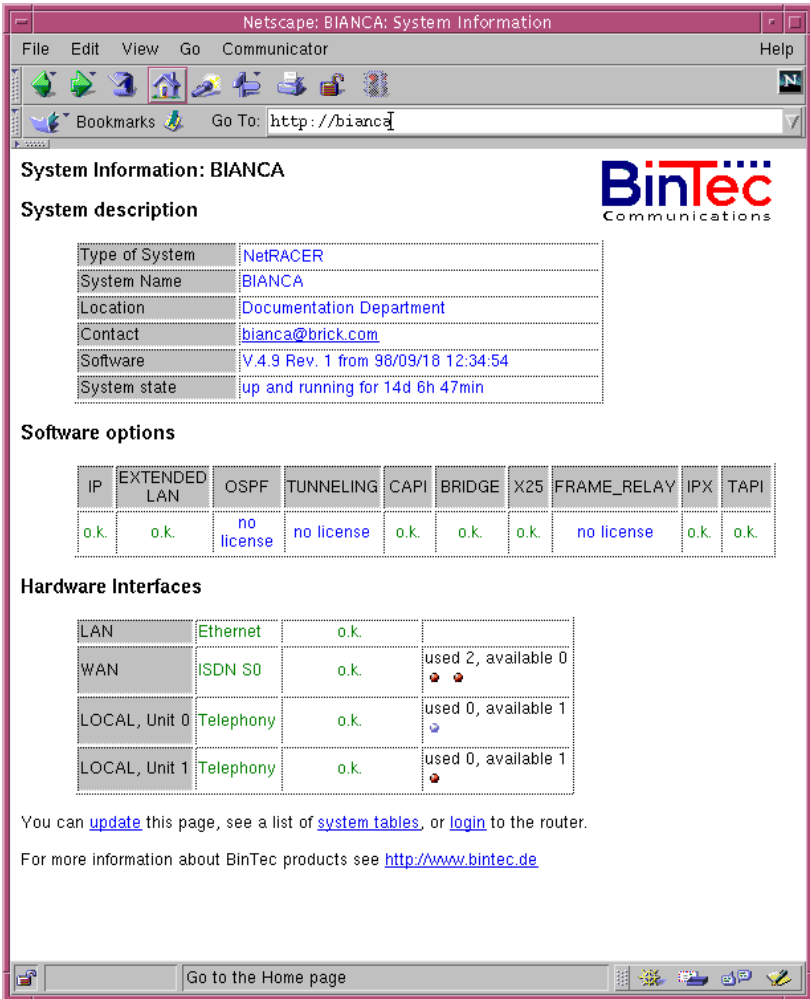 Netscape: BIANCA: System Information
File Edit View Go Communicator Help
N
Bookmarks Go To: http://bianca
System Information: BIANCA
BinTec
Communications
System description
Type of System NetRACER
System Name BIANCA
Location Documentation Department
Contact bianca@brick.com
Software V.4.9 Rev. 1 from 98/09/18 12:34:54
System state up and running for 14d 6h 47min
Software options
IP EXTENDED LAN OSPF TUNNELING CAPI BRIDGE X25 FRAME_RELAY IPX TAPI
o.k. o.k. no license no license o.k. o.k. o.k. no license o.k. o.k.
Hardware Interfaces
LAN Ethernet o.k.
WAN ISDN S0 o.k. used 2, available 0
LOCAL, Unit 0 Telephony o.k. used 0, available 1
LOCAL, Unit 1 Telephony o.k. used 0, available 1
You can update this page, see a list of system tables, or login to the router.
For more information about BinTec products see http://www.bintec.de
Go to the Home page